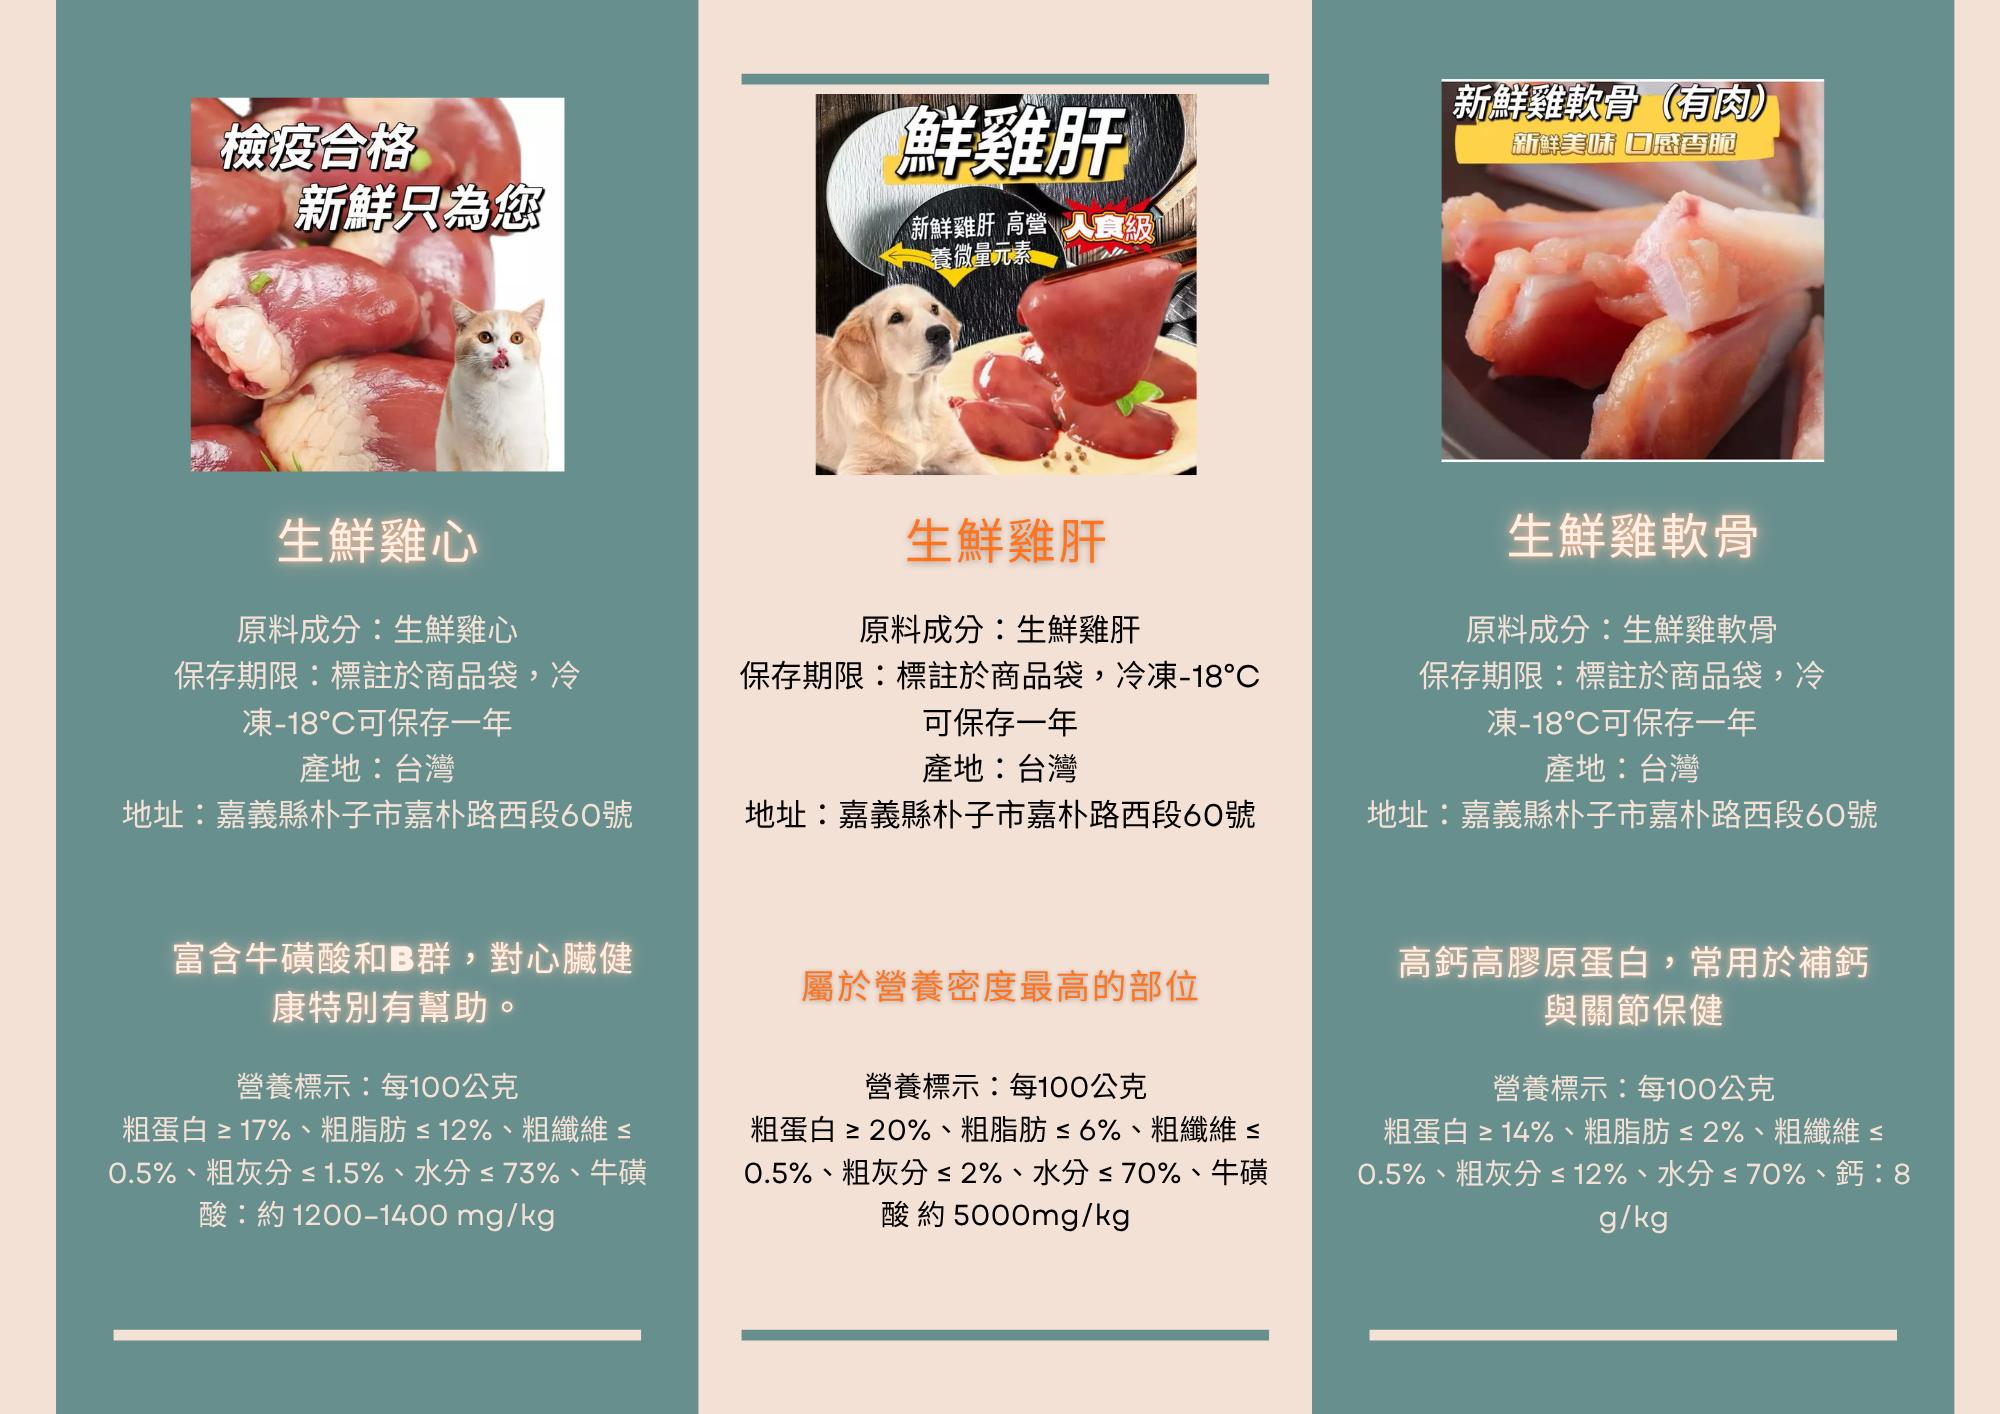 檢疫合格
新鮮只為您
生鮮雞心
原料成分：生鮮雞心
保存期限：標註於商品袋，冷
凍-18°C可保存一年
產地：台灣
地址：嘉義縣朴子市嘉朴路西段60號
富含牛磺酸和B群，對心臟健
康特別有幫助。
營養標示：每100公克
粗蛋白 ≥ 17%、粗脂肪 ≤ 12%、粗纖維 ≤
0.5%、粗灰分 ≤ 1.5%、水分 ≤ 73%、牛磺
酸：約 1200–1400 mg/kg
鮮雞肝
新鮮雞肝 高營
養微量元素
人食級
生鮮雞肝
原料成分：生鮮雞肝
保存期限：標註於商品袋，冷凍-18°C
可保存一年
產地：台灣
地址：嘉義縣朴子市嘉朴路西段60號
屬於營養密度最高的部位
營養標示：每100公克
粗蛋白 ≥ 20%、粗脂肪 ≤ 6%、粗纖維 ≤
0.5%、粗灰分 ≤ 2%、水分 ≤ 70%、牛磺
酸 約 5000mg/kg
新鮮雞軟骨（有肉）
新鮮美味 口感香脆
生鮮雞軟骨
原料成分：生鮮雞軟骨
保存期限：標註於商品袋，冷
凍-18°C可保存一年
產地：台灣
地址：嘉義縣朴子市嘉朴路西段60號
高鈣高膠原蛋白，常用於補鈣
與關節保健
營養標示：每100公克
粗蛋白 ≥ 14%、粗脂肪 ≤ 2%、粗纖維 ≤
0.5%、粗灰分 ≤ 12%、水分 ≤ 70%、鈣：8
g/kg